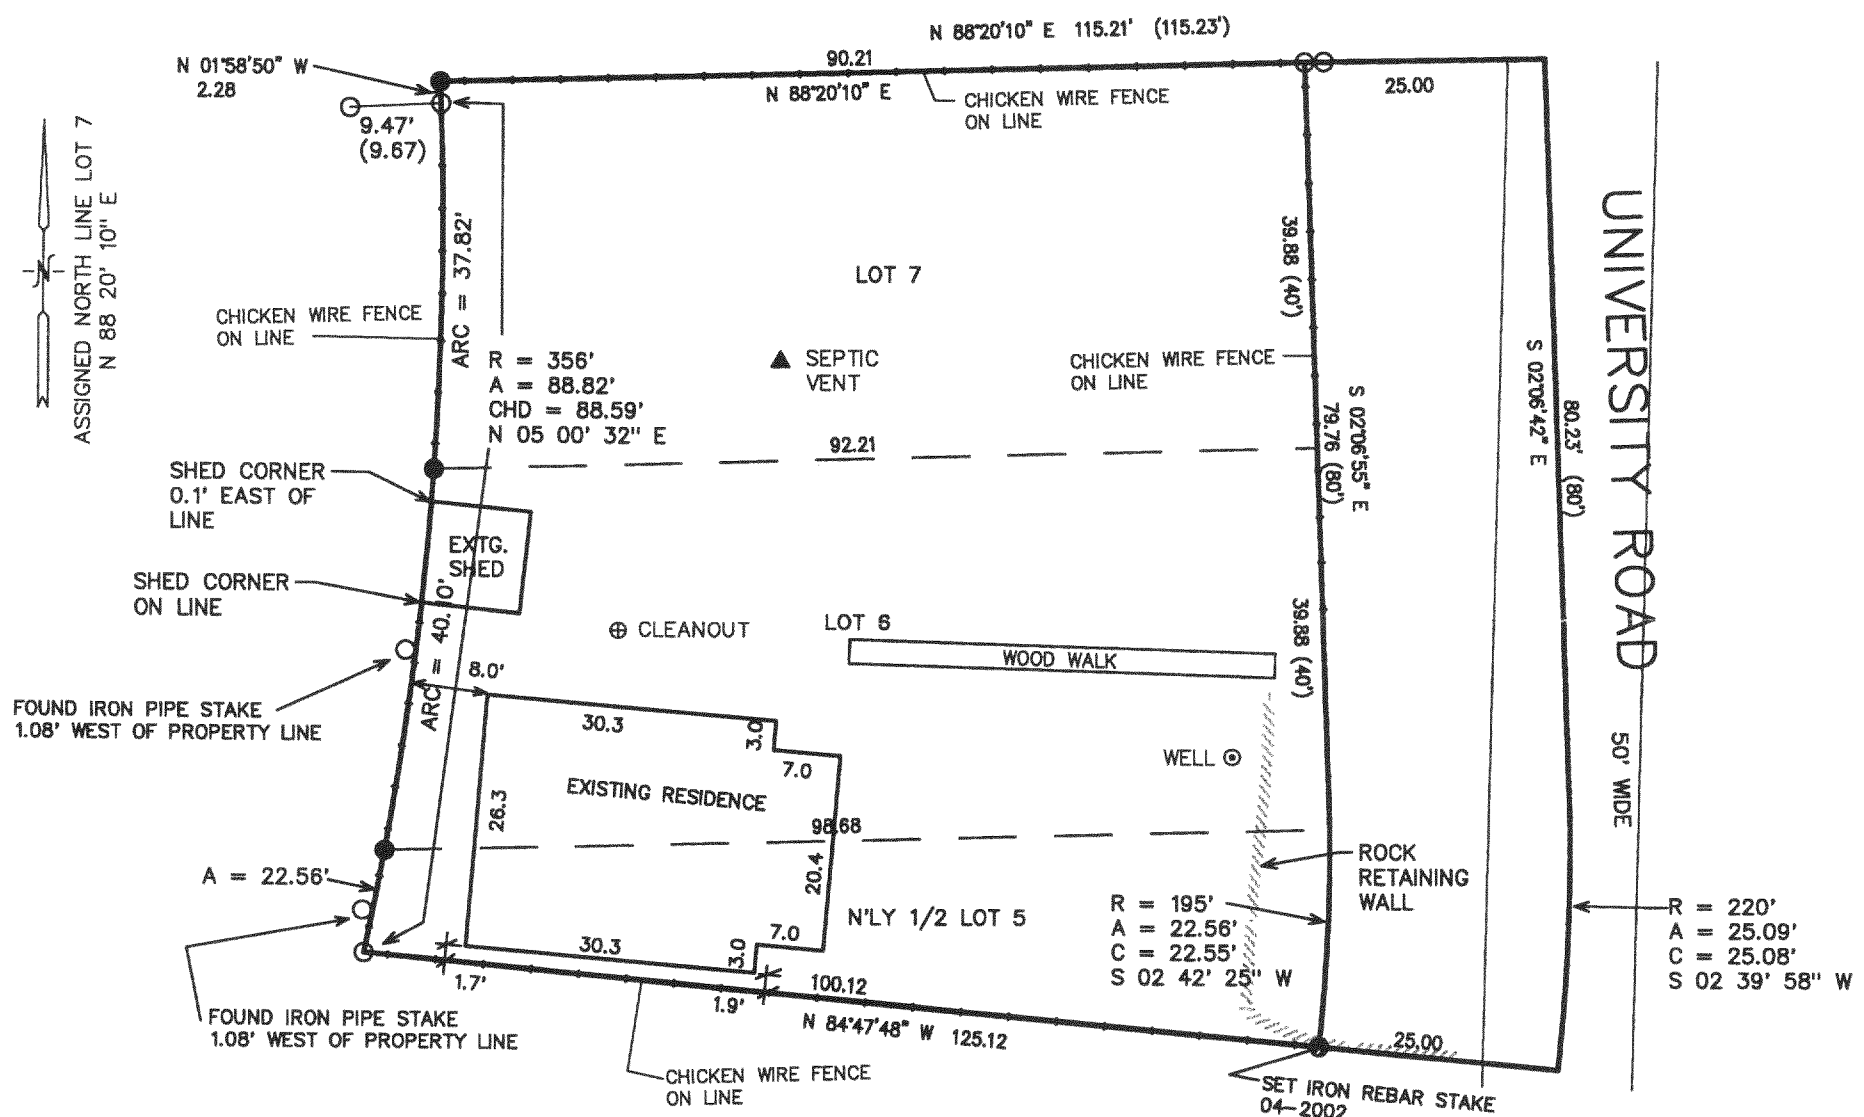 N 88°20'10" E 115.21' (115.23')
N 01°58'50" W
2.28
90.21
N 88°20'10" E
CHICKEN WIRE FENCE
ON LINE
25.00
9.47'
(9.67)
ASSIGNED NORTH LINE LOT 7
N 88 20' 10" E
N
ARC = 37.82'
CHICKEN WIRE FENCE
ON LINE
LOT 7
SEPTIC
VENT
CHICKEN WIRE FENCE
ON LINE
39.88 (40')
S 02°06'55" E
79.76 (80')
S 02°06'42" E
80.23' (80')
UNIVERSITY ROAD
50' WIDE
R = 356'
A = 88.82'
CHD = 88.59'
N 05 00' 32" E
92.21
SHED CORNER
0.1' EAST OF
LINE
EXTG.
SHED
SHED CORNER
ON LINE
ARC = 40.10'
CLEANOUT
LOT 6
WOOD WALK
39.88 (40')
8.0'
FOUND IRON PIPE STAKE
1.08' WEST OF PROPERTY LINE
30.3
3.0
7.0
WELL
EXISTING RESIDENCE
26.3
98.68
20.4
ROCK
RETAINING
WALL
A = 22.56'
N'LY 1/2 LOT 5
R = 195'
A = 22.56'
C = 22.55'
S 02 42' 25" W
R = 220'
A = 25.09'
C = 25.08'
S 02 39' 58" W
30.3
3.0
7.0
1.7'
1.9'
100.12
N 84°47'48" W 125.12
25.00
FOUND IRON PIPE STAKE
1.08' WEST OF PROPERTY LINE
CHICKEN WIRE FENCE
ON LINE
SET IRON REBAR STAKE
04-2002